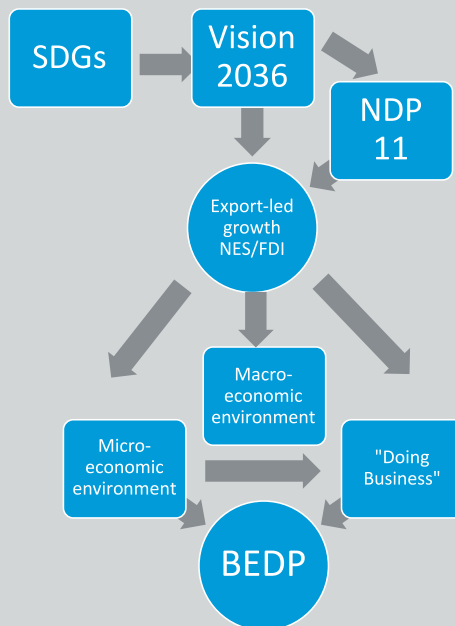 SDGs
Vision
2036
NDP
11
Export-led
growth
NES/FDI
Macro-
economic
environment
Micro-
economic
environment
"Doing
Business"
BEDP